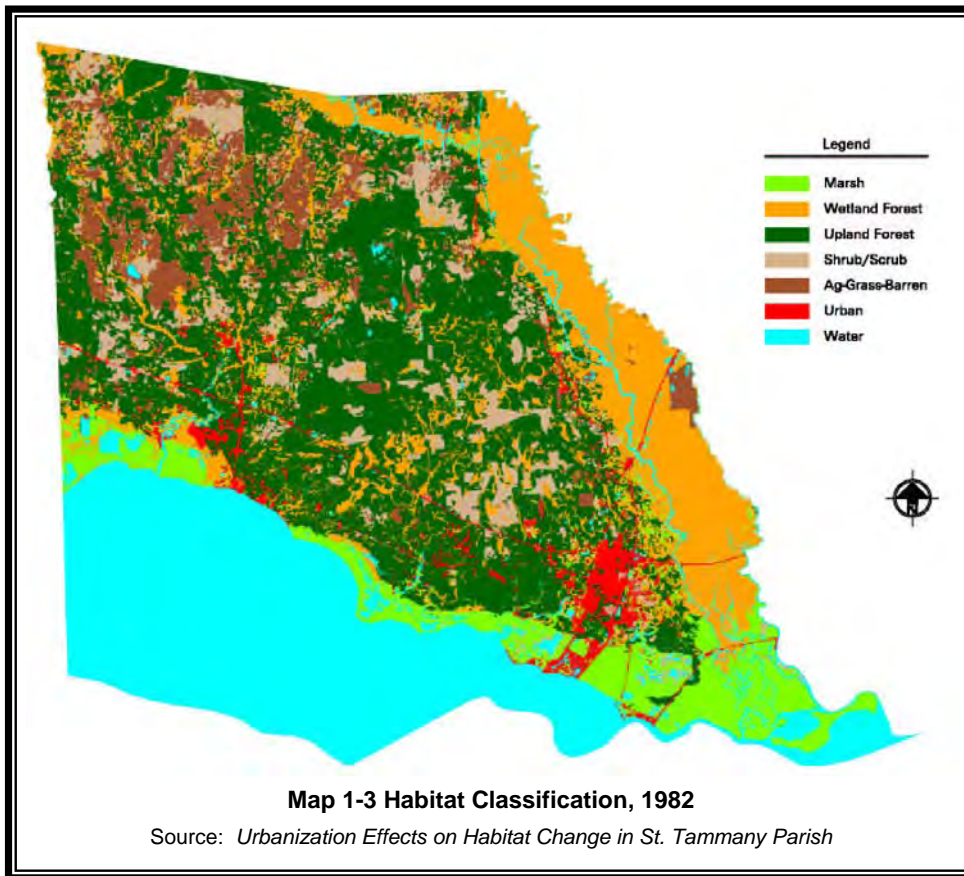 Legend
Marsh
Wetland Forest
Upland Forest
Shrub/Scrub
Ag-Grass-Barren
Urban
Water
N
Map 1-3 Habitat Classification, 1982
Source: Urbanization Effects on Habitat Change in St. Tammany Parish